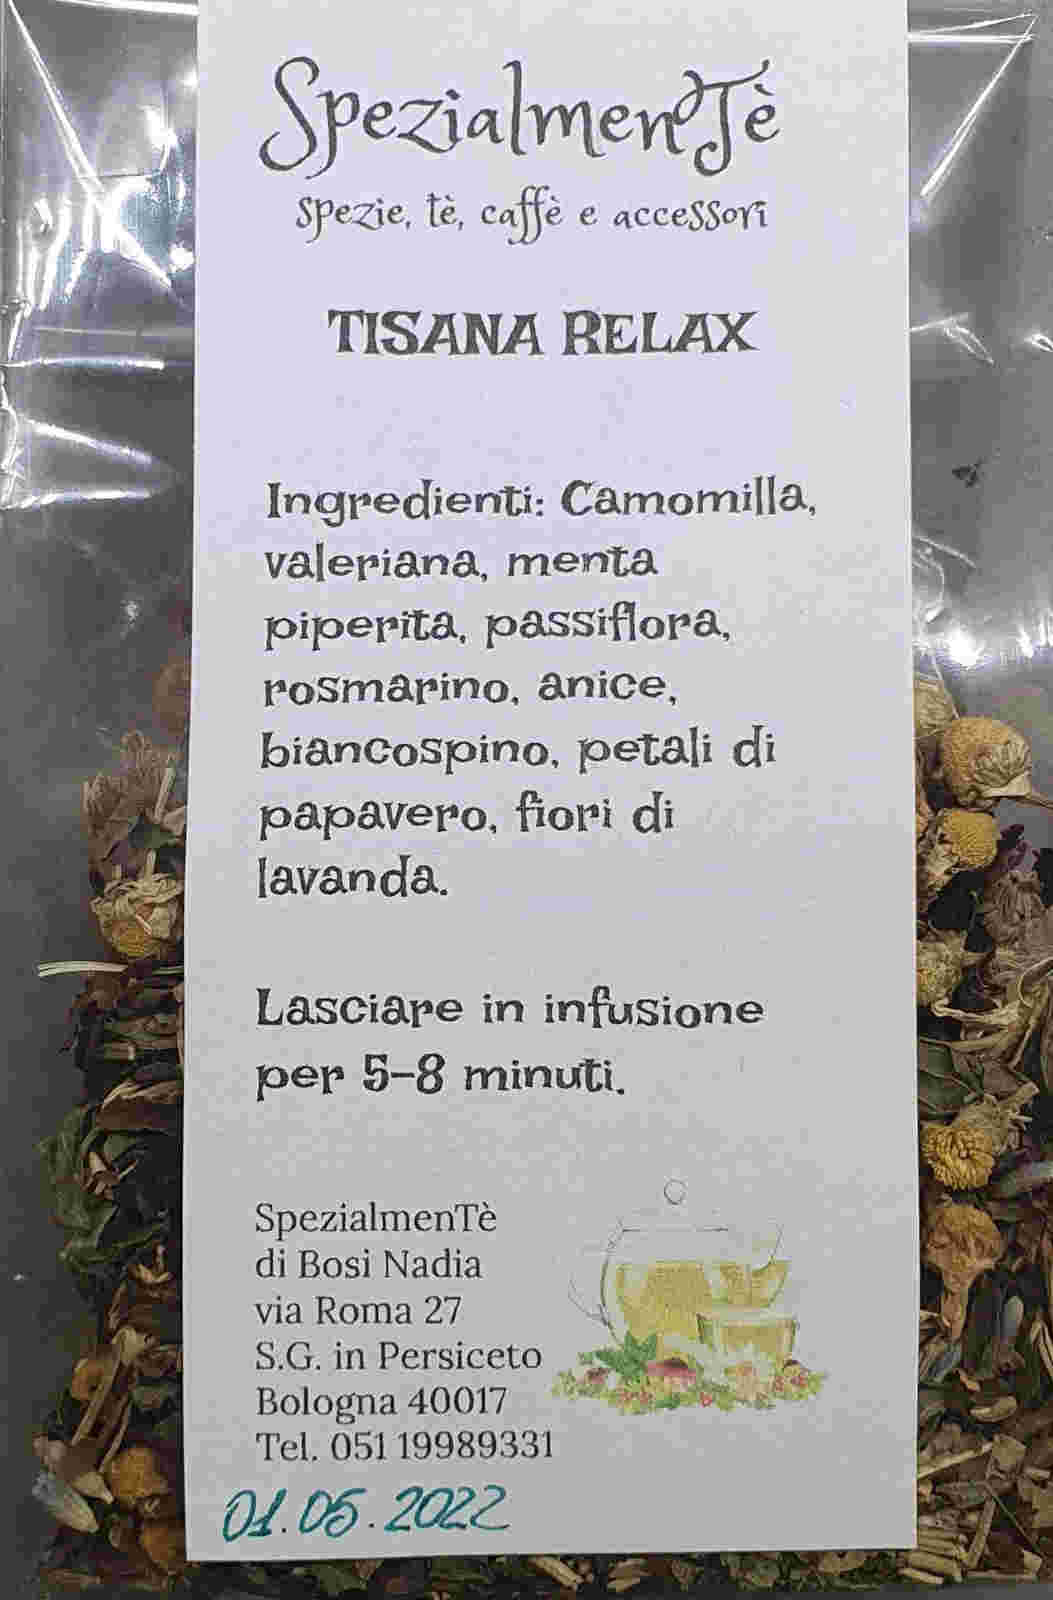 SpezialmenTè
spezie, tè, caffè e accessori
TISANA RELAX
Ingredienti: Camomilla,
valeriana, menta
piperita, passiflora,
rosmarino, anice,
biancospino, petali di
papavero, fiori di
lavanda.
Lasciare in infusione
per 5-8 minuti.
SpezialmenTè
di Bosi Nadia
via Roma 27
S.G. in Persiceto
Bologna 40017
Tel. 051 19989331
01.05.2022